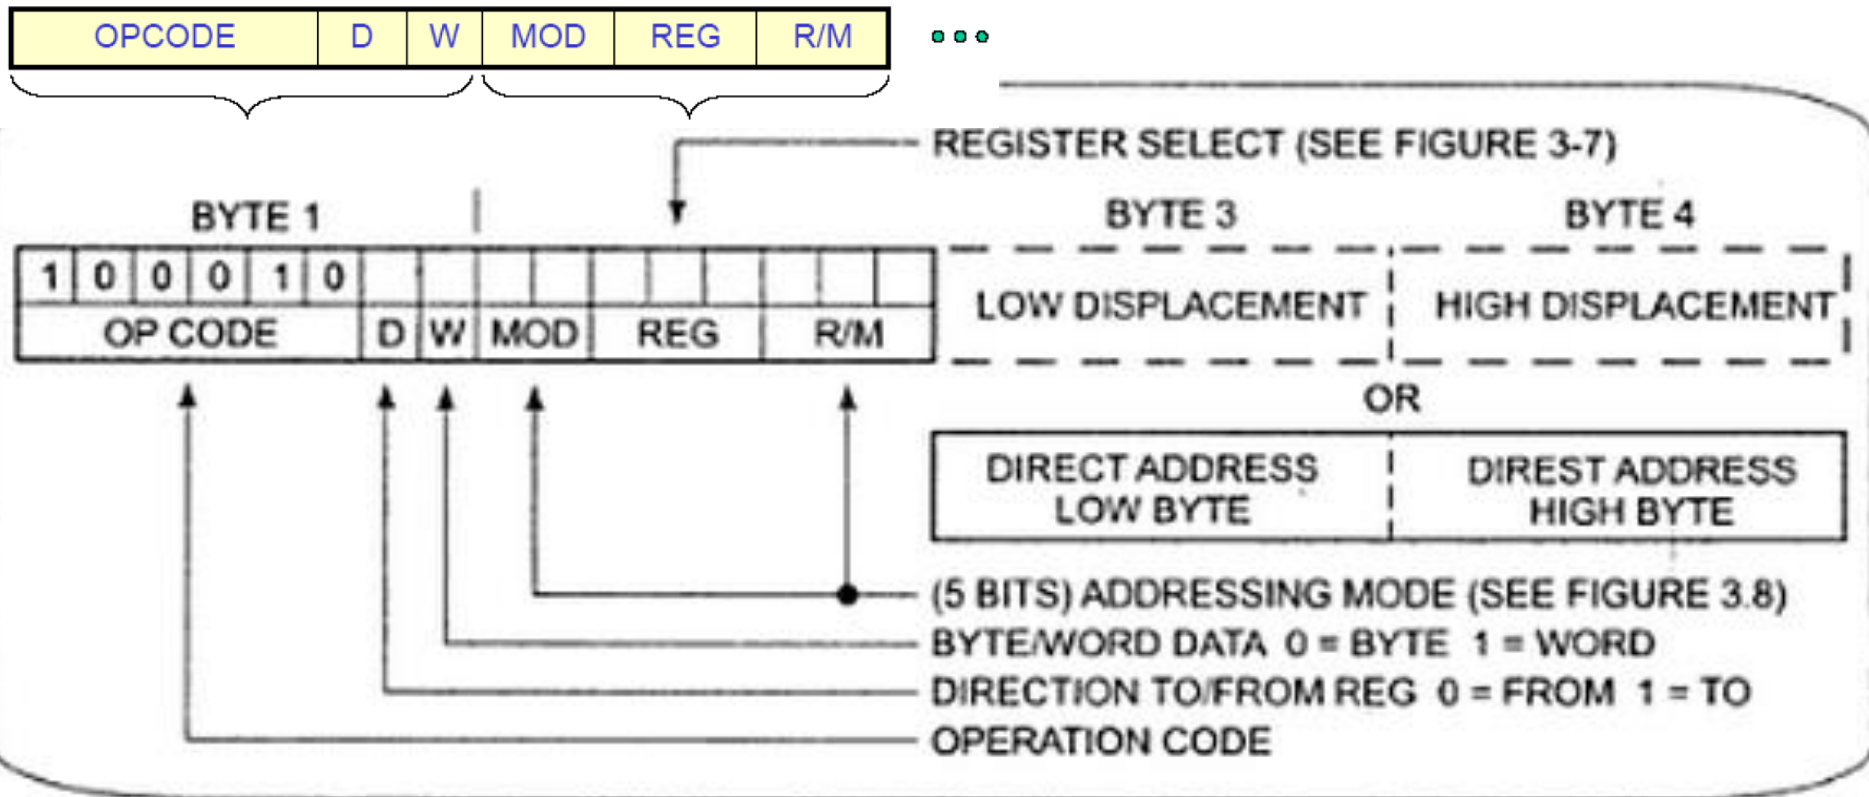 OPCODE D W MOD REG R/M
REGISTER SELECT (SEE FIGURE 3-7)
BYTE 1 BYTE 3 BYTE 4
1 0 0 0 1 0
LOW DISPLACEMENT HIGH DISPLACEMENT
OP CODE D W MOD REG R/M
OR
DIRECT ADDRESS DIREST ADDRESS
LOW BYTE HIGH BYTE
(5 BITS) ADDRESSING MODE (SEE FIGURE 3.8)
BYTE/WORD DATA 0 = BYTE 1 = WORD
DIRECTION TO/FROM REG 0 = FROM 1 = TO
OPERATION CODE